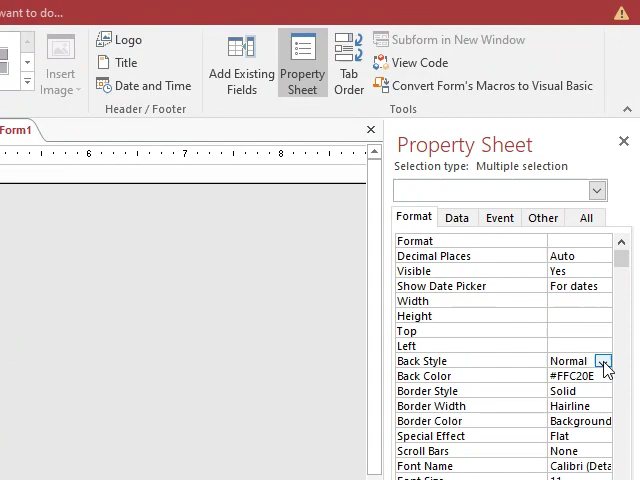 want to do...
Logo
Title
Date and Time
Header / Footer
Insert
Image
Add Existing
Fields
Property
Sheet
Tab
Order
Subform in New Window
View Code
Convert Form's Macros to Visual Basic
Tools
Form1
6 7 8
Property Sheet
Selection type: Multiple selection
Format Data Event Other All
Format
Decimal Places Auto
Visible Yes
Show Date Picker For dates
Width
Height
Top
Left
Back Style Normal
Back Color #FFC20E
Border Style Solid
Border Width Hairline
Border Color Background
Special Effect Flat
Scroll Bars None
Font Name Calibri (Deta
Font Size 11